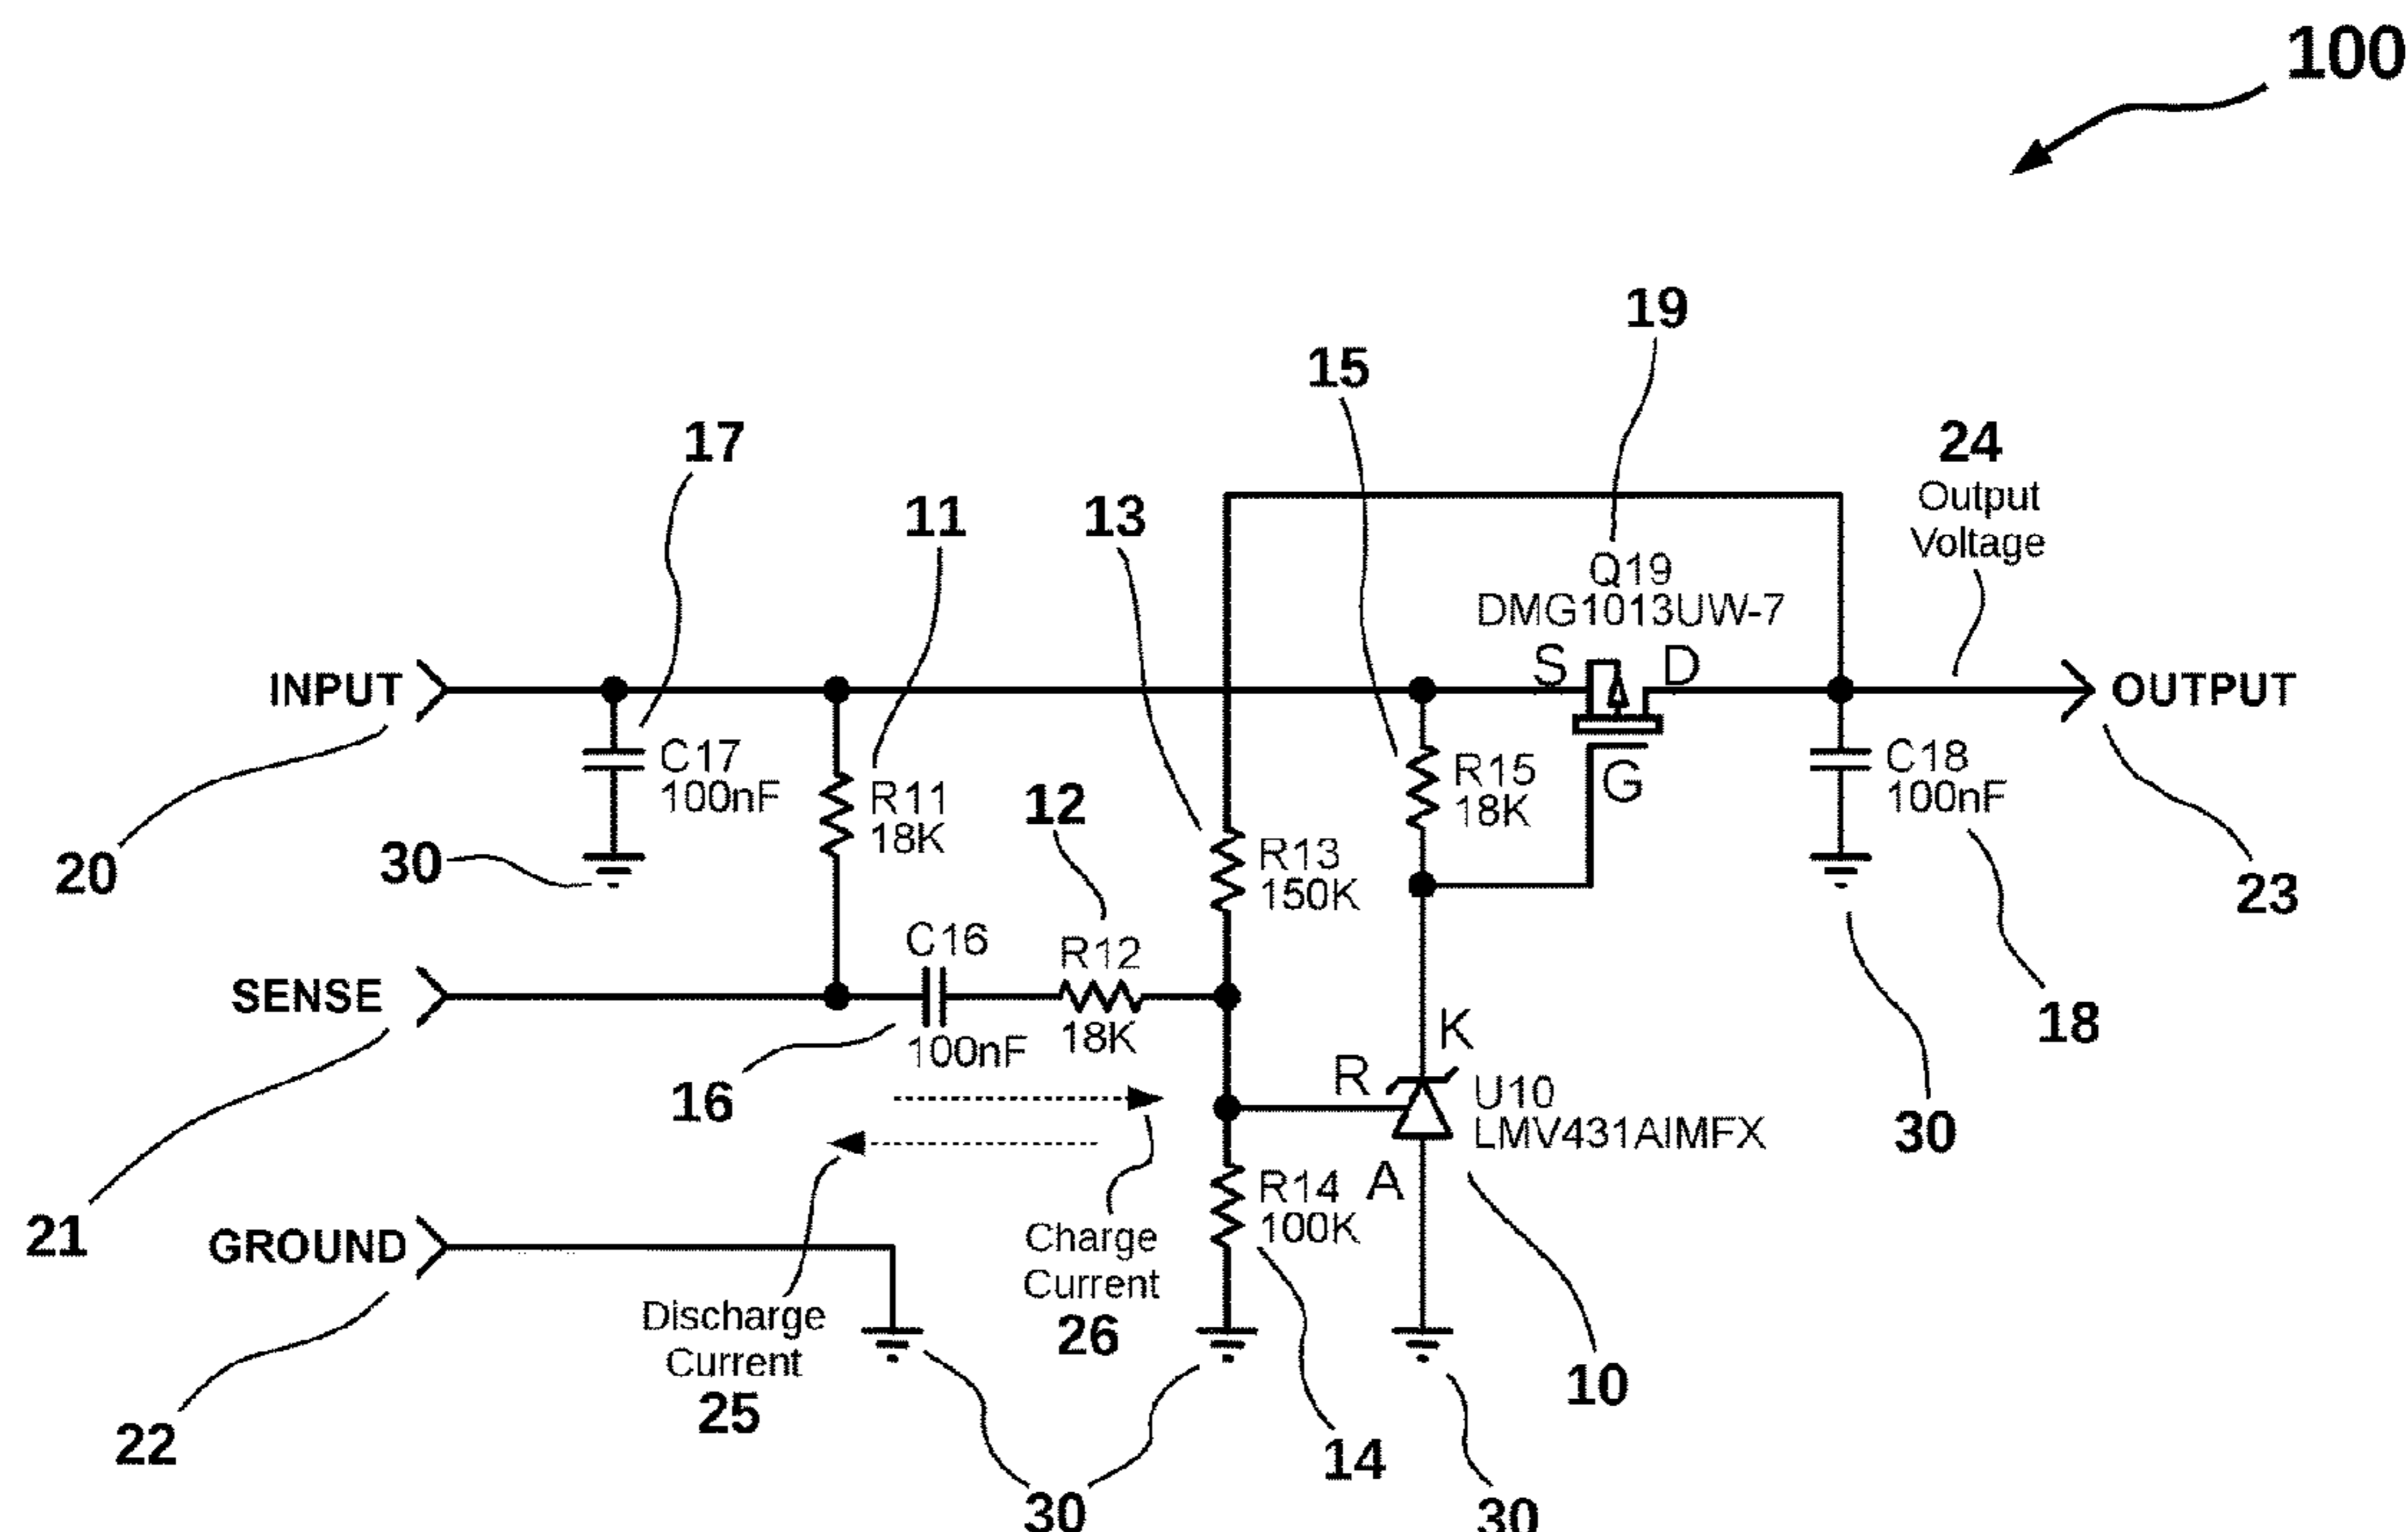 100
19
15
17
24
11
13
Output
Voltage
Q19
DMG1013UW-7
S
D
INPUT
OUTPUT
C17
100nF
R15
18K
G
C18
100nF
R11
18K
12
R13
150K
20
30
23
C16
R12
SENSE
100nF
18K
18
K
16
R
U10
LMV431AIMFX
30
A
R14
100K
21
GROUND
Charge
Current
26
Discharge
Current
25
10
22
14
30
30